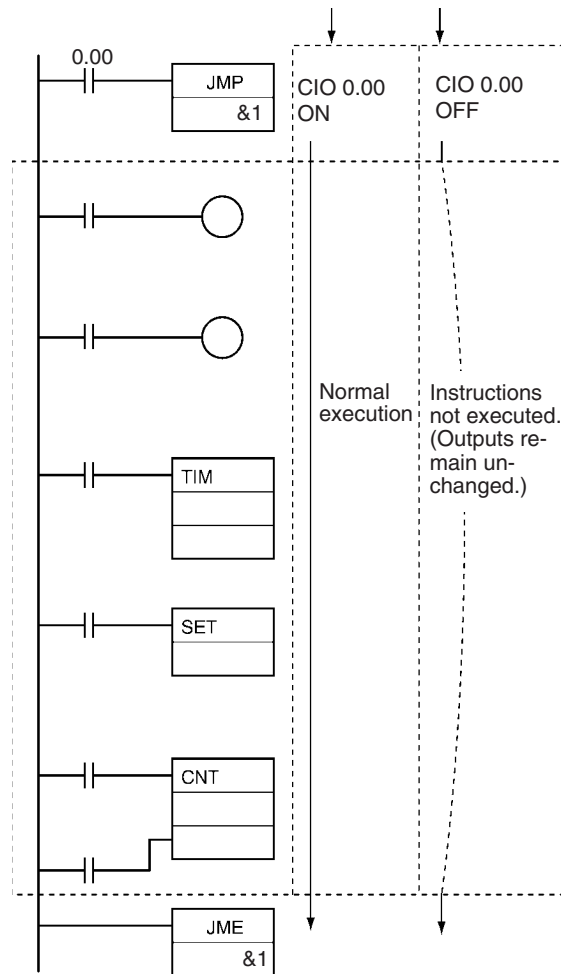 0.00
JMP
&1
CIO 0.00
ON
CIO 0.00
OFF
Normal
execution
Instructions
not executed.
(Outputs re-
main un-
changed.)
TIM
SET
CNT
JME
&1